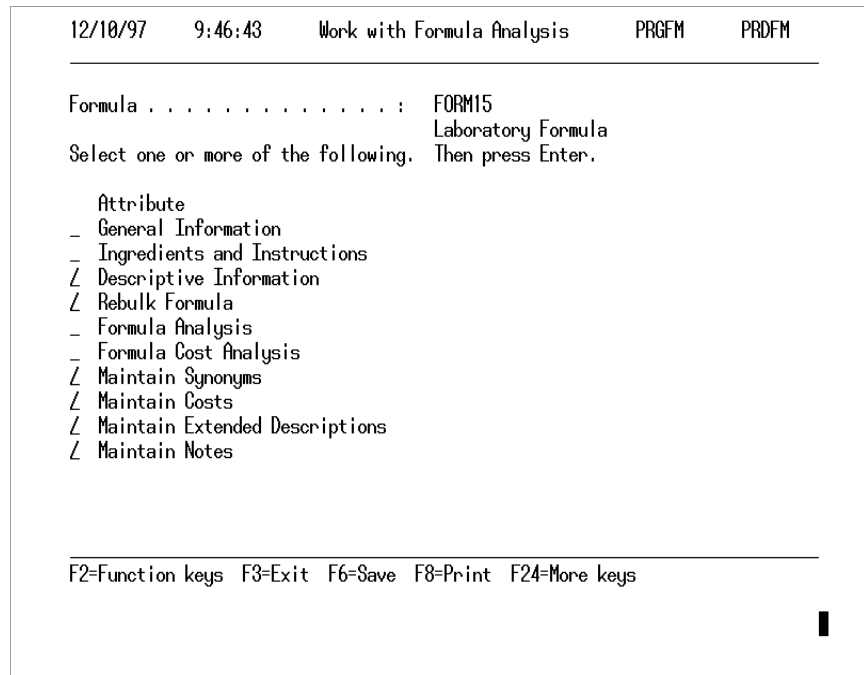 12/10/97 9:46:43 Work with Formula Analysis PRGFM PRDFM
Formula . . . . . . . . . . . . . . : FORM15
Laboratory Formula
Select one or more of the following. Then press Enter.
Attribute
_ General Information
_ Ingredients and Instructions
/ Descriptive Information
/ Rebulk Formula
_ Formula Analysis
_ Formula Cost Analysis
/ Maintain Synonyms
/ Maintain Costs
/ Maintain Extended Descriptions
/ Maintain Notes
F2=Function keys F3=Exit F6=Save F8=Print F24=More keys